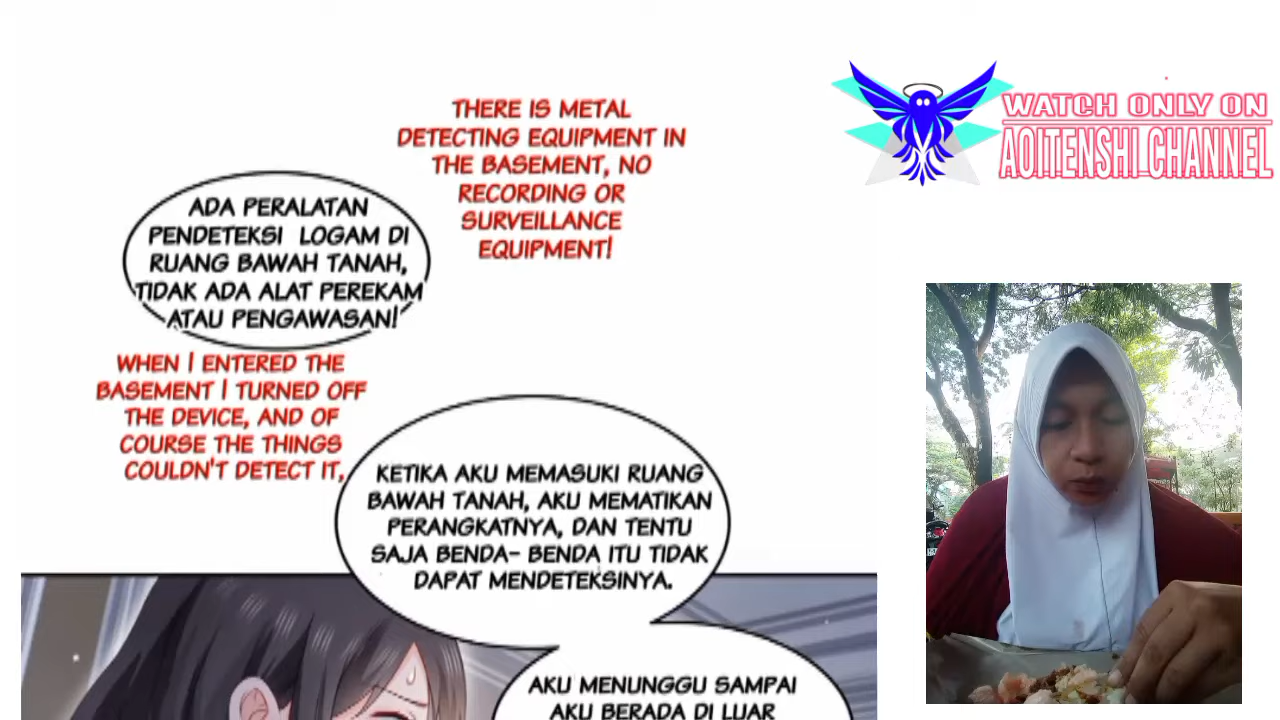 THERE IS METAL
DETECTING EQUIPMENT IN
THE BASEMENT, NO
RECORDING OR
SURVEILLANCE
EQUIPMENT!
WATCH ONLY ON
AOITENSHI CHANNEL
ADA PERALATAN
PENDETEKSI LOGAM DI
RUANG BAWAH TANAH,
TIDAK ADA ALAT PEREKAM
ATAU PENGAWASAN!
WHEN I ENTERED THE
BASEMENT I TURNED OFF
THE DEVICE, AND OF
COURSE THE THINGS
COULDN'T DETECT IT,
KETIKA AKU MEMASUKI RUANG
BAWAH TANAH, AKU MEMATIKAN
PERANGKATNYA, DAN TENTU
SAJA BENDA- BENDA ITU TIDAK
DAPAT MENDETEKSINYA.
AKU MENUNGGU SAMPAI
AKU BERADA DI LUAR